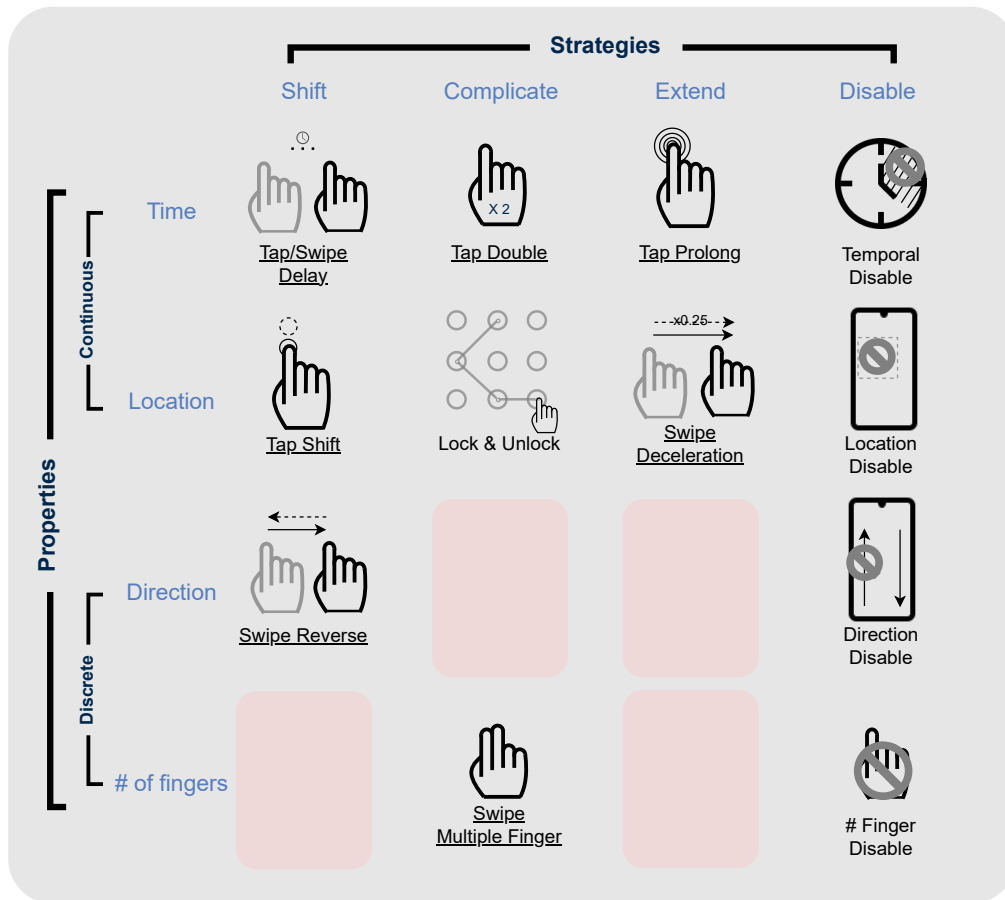 Strategies
Shift
Complicate
Extend
Disable
Properties
Continuous
Time
X 2
Tap/Swipe
Delay
Tap Double
Tap Prolong
Temporal
Disable
Location
x0.25
Tap Shift
Lock & Unlock
Swipe
Deceleration
Location
Disable
Discrete
Direction
Swipe Reverse
Direction
Disable
# of fingers
Swipe
Multiple Finger
# Finger
Disable